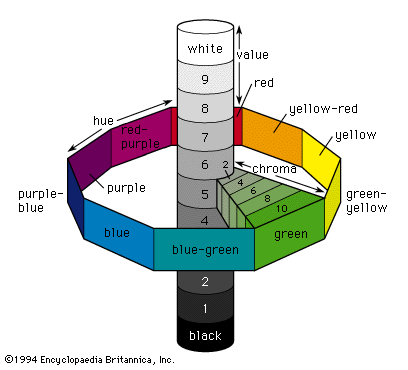 white
value
9
red
8
hue
yellow-red
red-
purple
7
yellow
6
2
chroma
4
6
8
10
purple
5
purple-
blue
green-
yellow
4
blue
blue-green
green
2
1
black
©1994 Encyclopaedia Britannica, Inc.